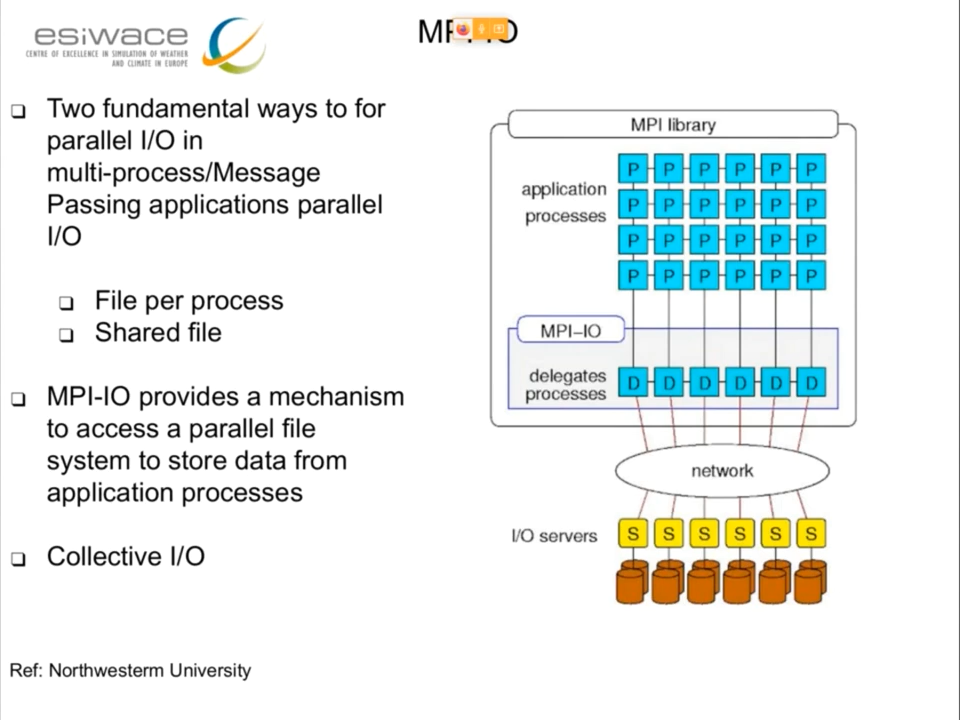 esiwace
CENTRE OF EXCELLENCE IN SIMULATION OF WEATHER
AND CLIMATE IN EUROPE
Two fundamental ways to for
parallel I/O in
multi-process/Message
Passing applications parallel
I/O
File per process
Shared file
MPI-IO provides a mechanism
to access a parallel file
system to store data from
application processes
Collective I/O
Ref: Northwesterm University
MPI library
application
processes
P P P P P P
P P P P P P
P P P P P P
P P P P P P
MPI–IO
delegates
processes
D D D D D D
network
I/O servers
S S S S S S